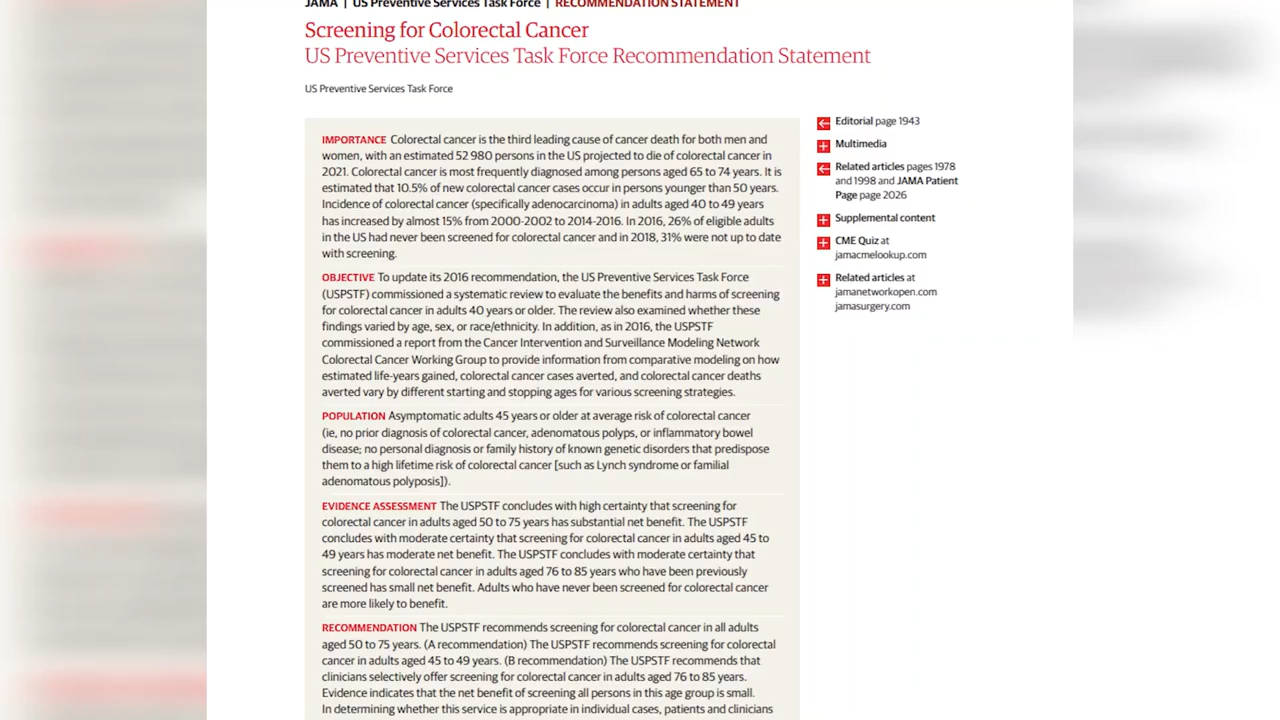 JAMA | US Preventive Services Task Force | RECOMMENDATION STATEMENT
Screening for Colorectal Cancer
US Preventive Services Task Force Recommendation Statement
US Preventive Services Task Force
IMPORTANCE Colorectal cancer is the third leading cause of cancer death for both men and
women, with an estimated 52 980 persons in the US projected to die of colorectal cancer in
2021. Colorectal cancer is most frequently diagnosed among persons aged 65 to 74 years. It is
estimated that 10.5% of new colorectal cancer cases occur in persons younger than 50 years.
Incidence of colorectal cancer (specifically adenocarcinoma) in adults aged 40 to 49 years
has increased by almost 15% from 2000-2002 to 2014-2016. In 2016, 26% of eligible adults
in the US had never been screened for colorectal cancer and in 2018, 31% were not up to date
with screening.
OBJECTIVE To update its 2016 recommendation, the US Preventive Services Task Force
(USPSTF) commissioned a systematic review to evaluate the benefits and harms of screening
for colorectal cancer in adults 40 years or older. The review also examined whether these
findings varied by age, sex, or race/ethnicity. In addition, as in 2016, the USPSTF
commissioned a report from the Cancer Intervention and Surveillance Modeling Network
Colorectal Cancer Working Group to provide information from comparative modeling on how
estimated life-years gained, colorectal cancer cases averted, and colorectal cancer deaths
averted vary by different starting and stopping ages for various screening strategies.
POPULATION Asymptomatic adults 45 years or older at average risk of colorectal cancer
(ie, no prior diagnosis of colorectal cancer, adenomatous polyps, or inflammatory bowel
disease; no personal diagnosis or family history of known genetic disorders that predispose
them to a high lifetime risk of colorectal cancer [such as Lynch syndrome or familial
adenomatous polyposis]).
EVIDENCE ASSESSMENT The USPSTF concludes with high certainty that screening for
colorectal cancer in adults aged 50 to 75 years has substantial net benefit. The USPSTF
concludes with moderate certainty that screening for colorectal cancer in adults aged 45 to
49 years has moderate net benefit. The USPSTF concludes with moderate certainty that
screening for colorectal cancer in adults aged 76 to 85 years who have been previously
screened has small net benefit. Adults who have never been screened for colorectal cancer
are more likely to benefit.
RECOMMENDATION The USPSTF recommends screening for colorectal cancer in all adults
aged 50 to 75 years. (A recommendation) The USPSTF recommends screening for colorectal
cancer in adults aged 45 to 49 years. (B recommendation) The USPSTF recommends that
clinicians selectively offer screening for colorectal cancer in adults aged 76 to 85 years.
Evidence indicates that the net benefit of screening all persons in this age group is small.
In determining whether this service is appropriate in individual cases, patients and clinicians
Editorial page 1943
Multimedia
Related articles pages 1978
and 1998 and JAMA Patient
Page page 2026
Supplemental content
CME Quiz at
jamacmelookup.com
Related articles at
jamanetworkopen.com
jamasurgery.com